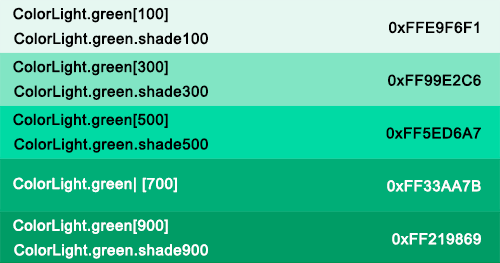 ColorLight.green[100]
ColorLight.green.shade100
0xFFE9F6F1
ColorLight.green[300]
ColorLight.green.shade300
0xFF99E2C6
ColorLight.green[500]
ColorLight.green.shade500
0xFF5ED6A7
ColorLight.green| [700]
0xFF33AA7B
ColorLight.green[900]
ColorLight.green.shade900
0xFF219869